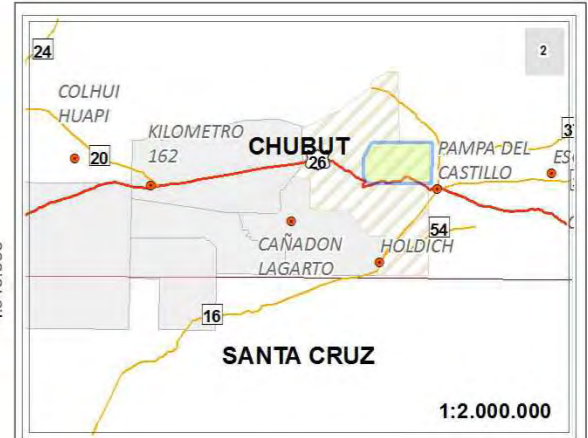 24
2
COLHUI
HUAPI
20
KILOMETRO
162
CHUBUT
26
PAMPA DEL
CASTILLO
54
CAÑADON
LAGARTO
HOLDICH
16
SANTA CRUZ
1:2.000.000